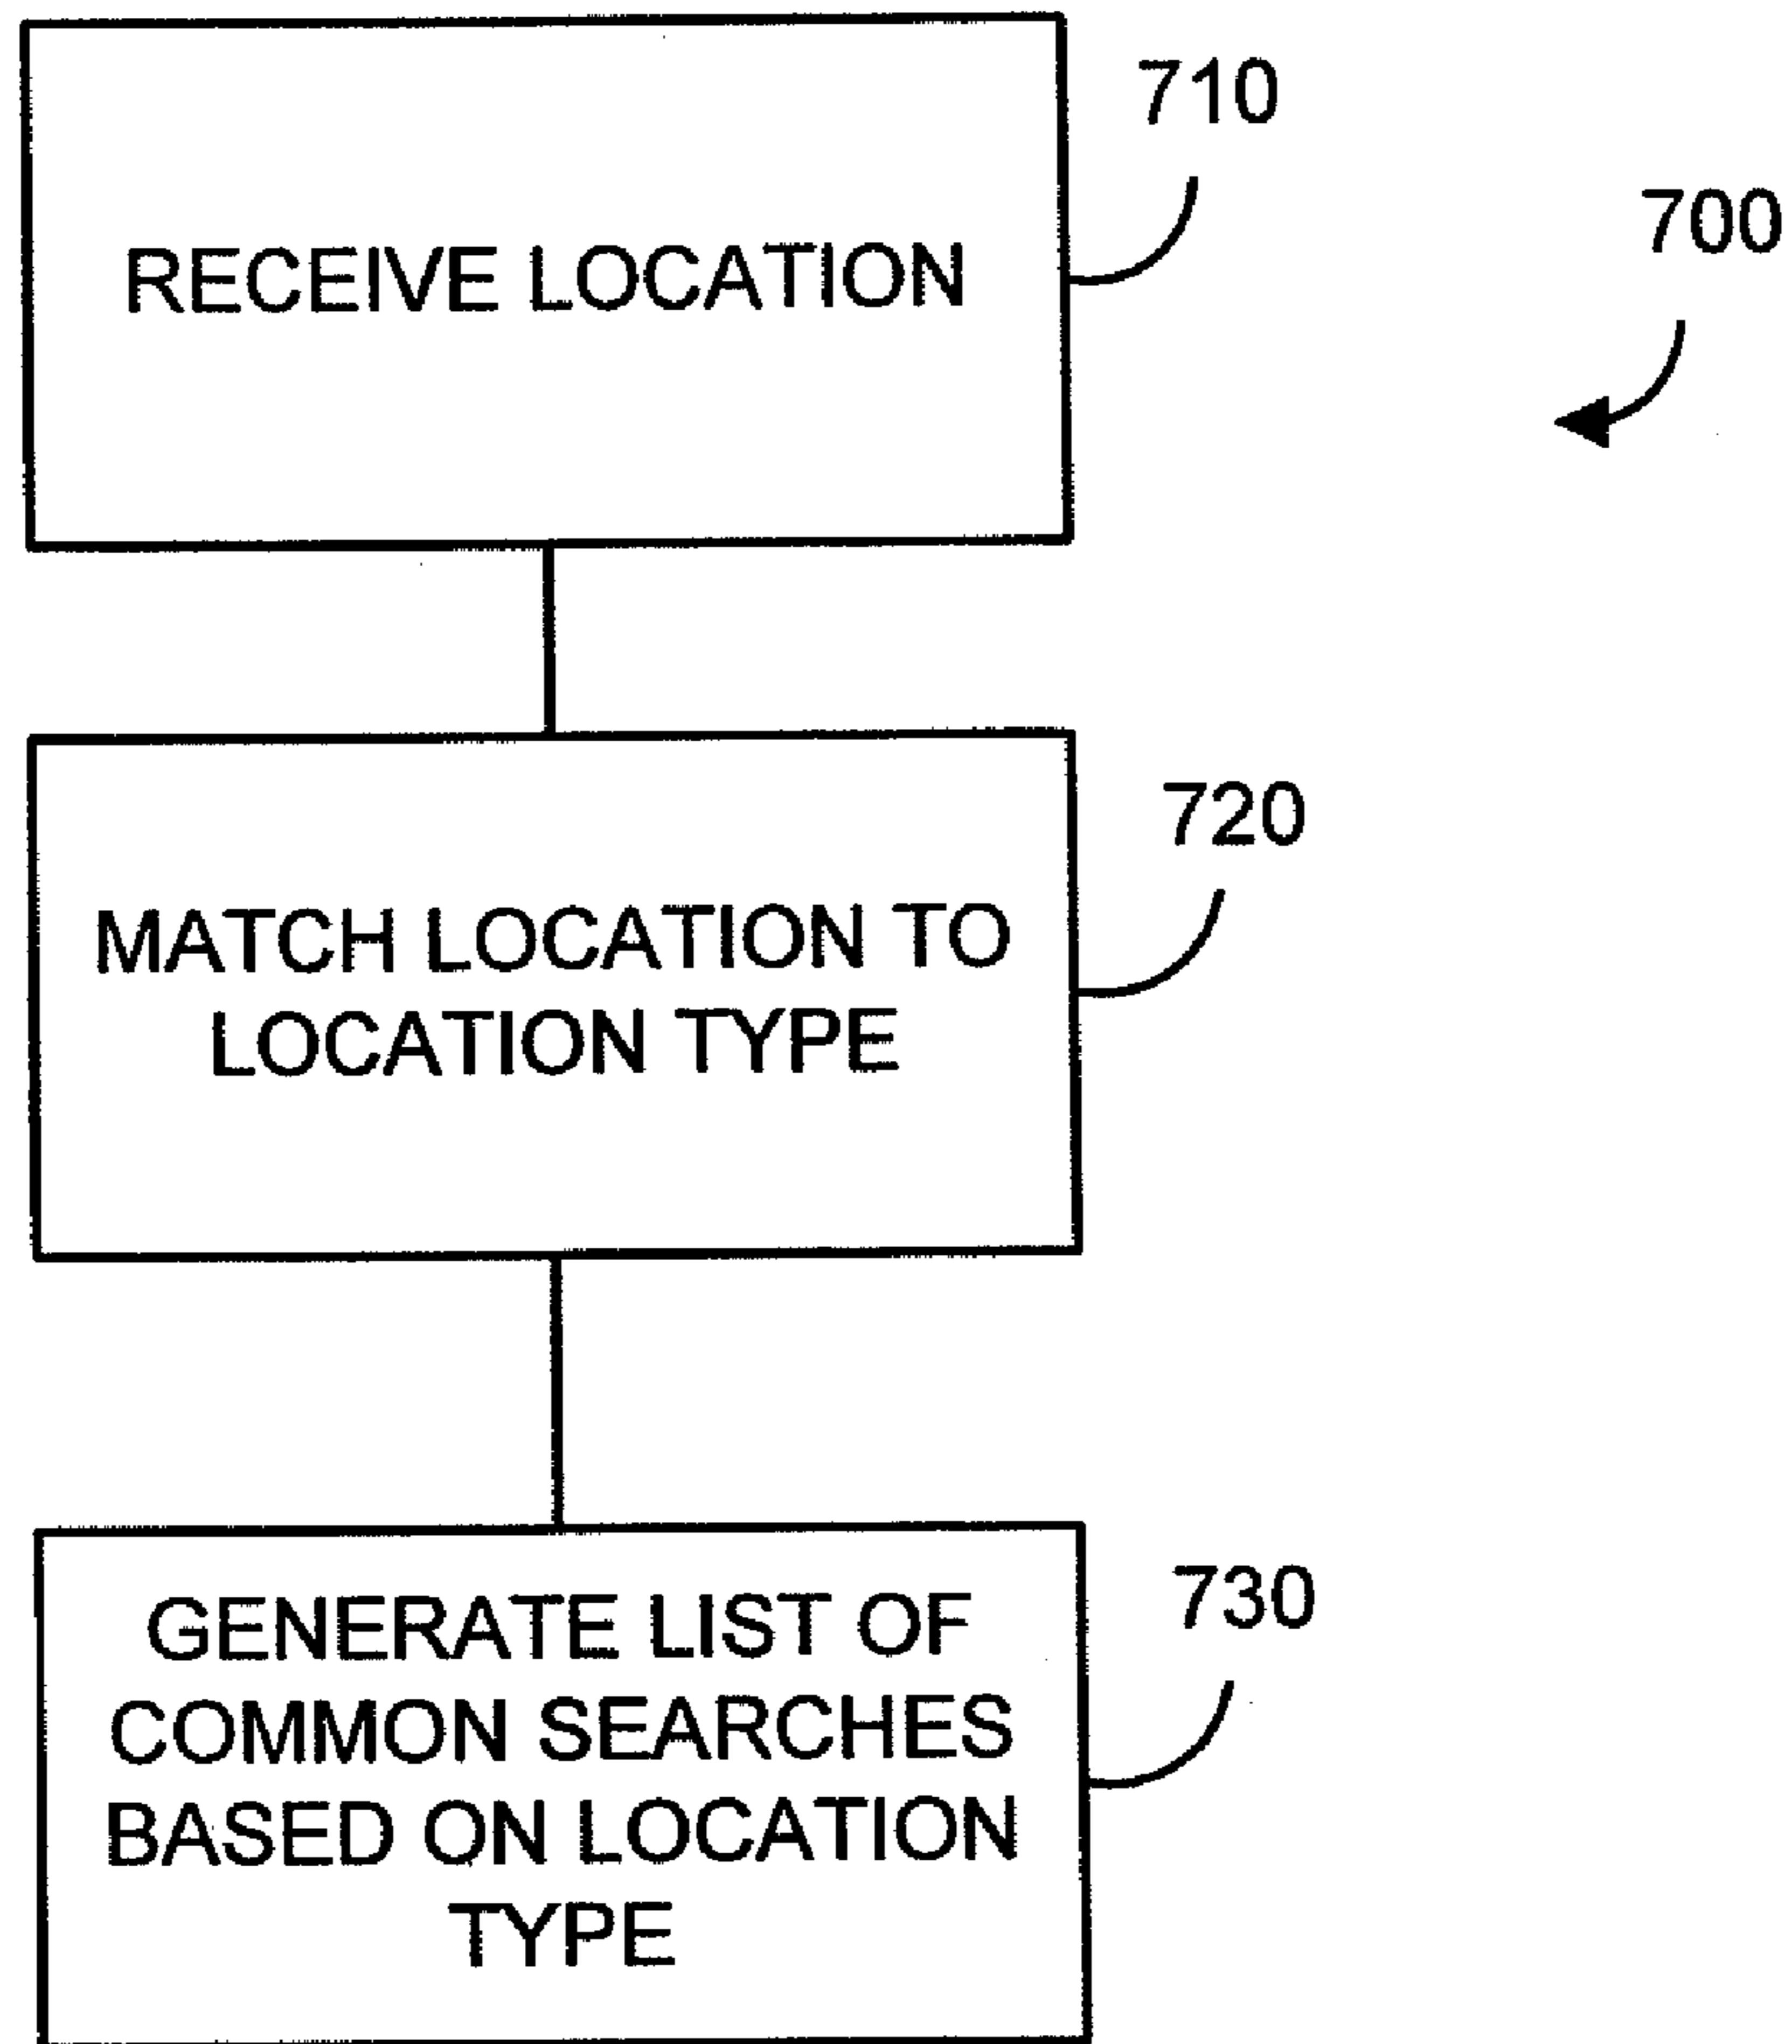 710
700
RECEIVE LOCATION
720
MATCH LOCATION TO
LOCATION TYPE
730
GENERATE LIST OF
COMMON SEARCHES
BASED ON LOCATION
TYPE